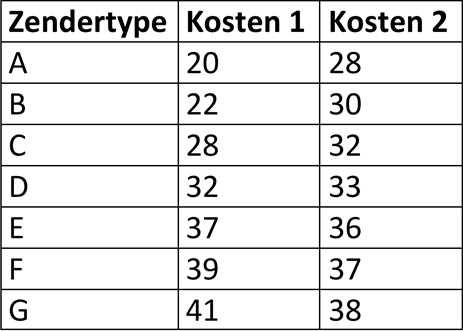 Zendertype Kosten 1 Kosten 2
A 20 28
B 22 30
C 28 32
D 32 33
E 37 36
F 39 37
G 41 38